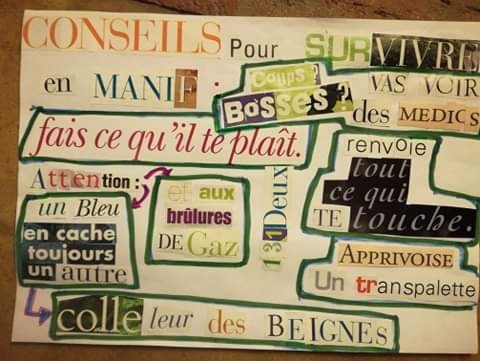 CONSEILS Pour SURVIVRE
en MANIF :
Coups ?
BOSSES ?
VAS VOIR
des MEDICS
fais ce qu'il te plaît.
renvoie
tout
ce qui
TE touche.
Attention :
un Bleu
en cache
toujours
un autre
et aux
brûlures
DE Gaz
1312 Deux
APPRIVOISE
Un transpalette
colle leur des BEIGNES